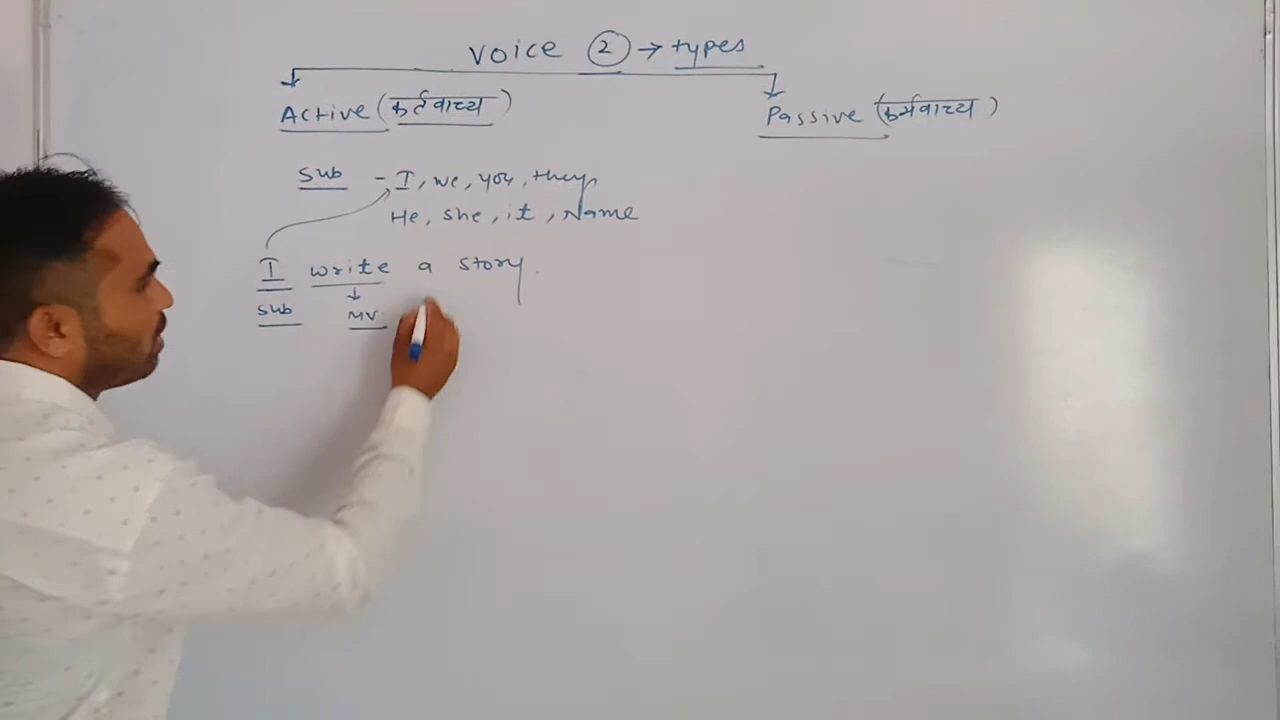 Voice ② → types
Active (कर्तवाच्य) Passive (कर्मवाच्य)
Sub - I, we, you, they
He, she, it, Name
I write a story.
Sub MV